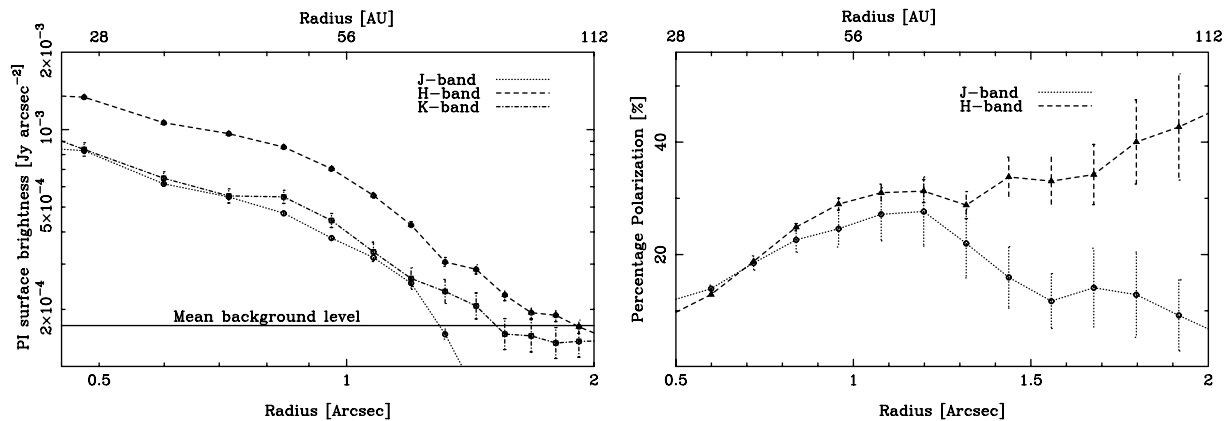 Radius [AU]
28 56 112
PI surface brightness [Jy arcsec⁻²]
2×10⁻³
10⁻³
5×10⁻⁴
2×10⁻⁴
J−band
H−band
K−band
Mean background level
0.5 1 2
Radius [Arcsec]
Radius [AU]
28 56 84 112
Percentage Polarization [%]
40
20
J−band
H−band
0.5 1 1.5 2
Radius [Arcsec]